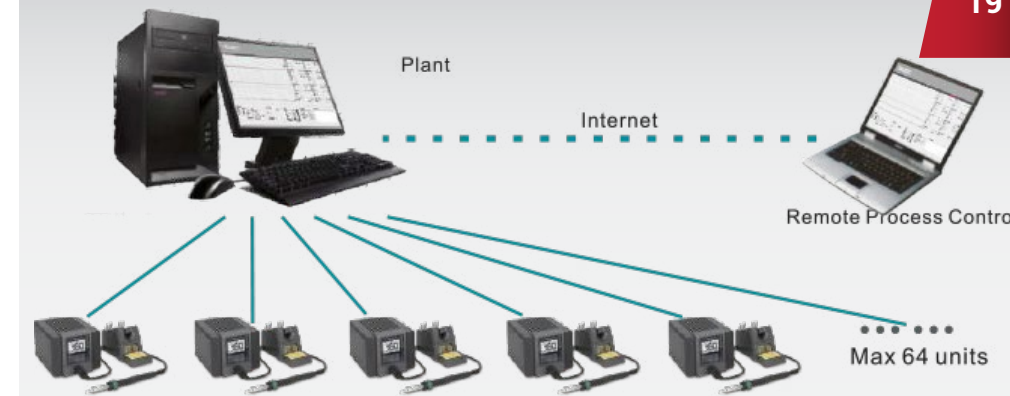 19
Plant
Internet
Remote Process Contro
Max 64 units